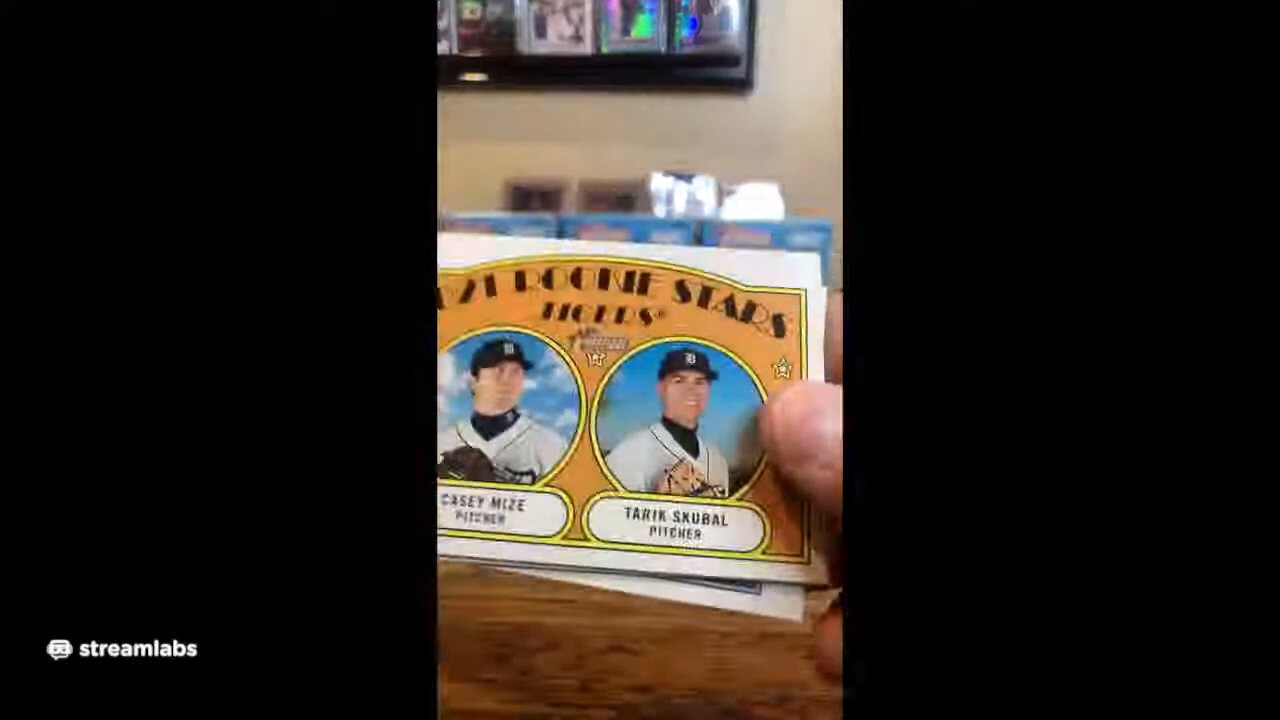 ROOKIE STARS
TIGERS
CASEY MIZE
PITCHER
TARIK SKUBAL
PITCHER
streamlabs